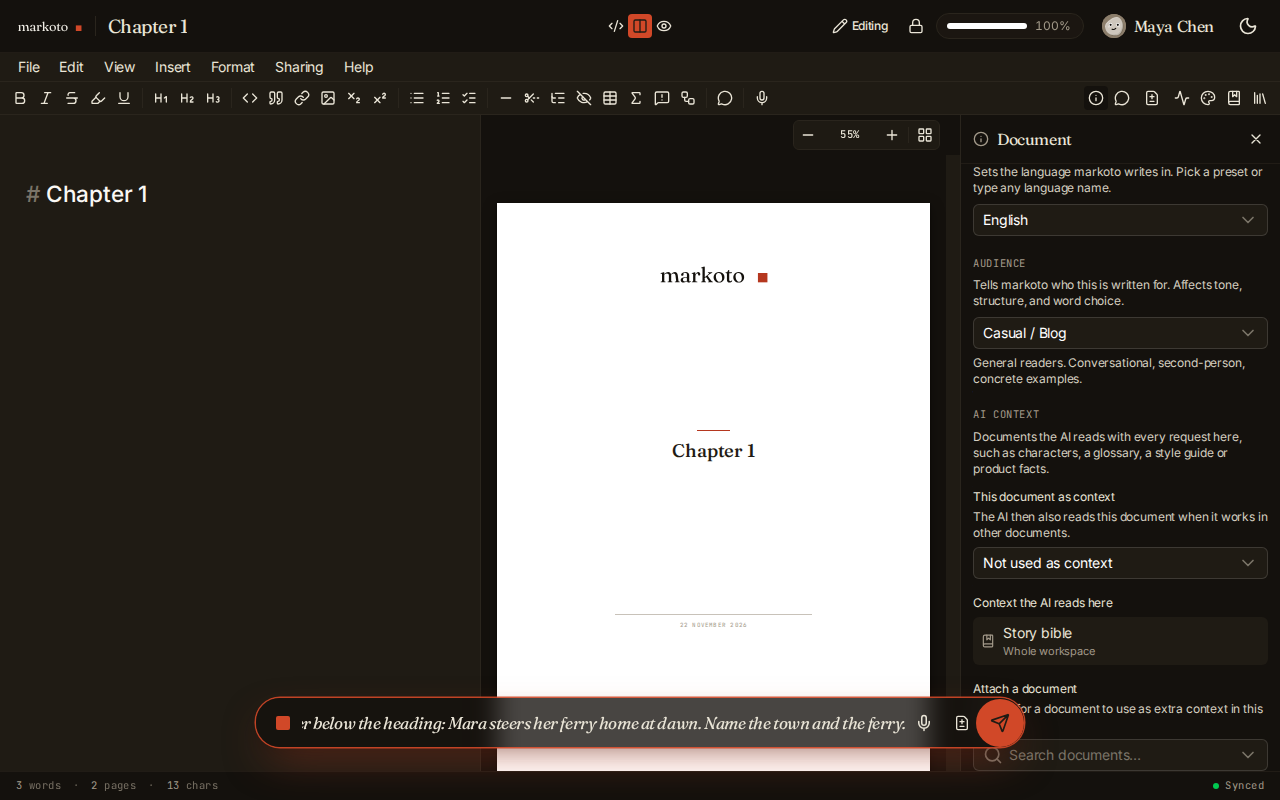 markoto
Chapter 1
Editing
100%
Maya Chen
File Edit View Insert Format Sharing Help
H1 H2 H3
X2 X2
Σ
55%
Document
# Chapter 1
markoto
Chapter 1
22 NOVEMBER 2026
Sets the language markoto writes in. Pick a preset or
type any language name.
English
AUDIENCE
Tells markoto who this is written for. Affects tone,
structure, and word choice.
Casual / Blog
General readers. Conversational, second-person,
concrete examples.
AI CONTEXT
Documents the AI reads with every request here,
such as characters, a glossary, a style guide or
product facts.
This document as context
The AI then also reads this document when it works in
other documents.
Not used as context
Context the AI reads here
Story bible
Whole workspace
Attach a document
for a document to use as extra context in this
Search documents...
r below the heading: Mara steers her ferry home at dawn. Name the town and the ferry.
3 words · 2 pages · 13 chars
Synced